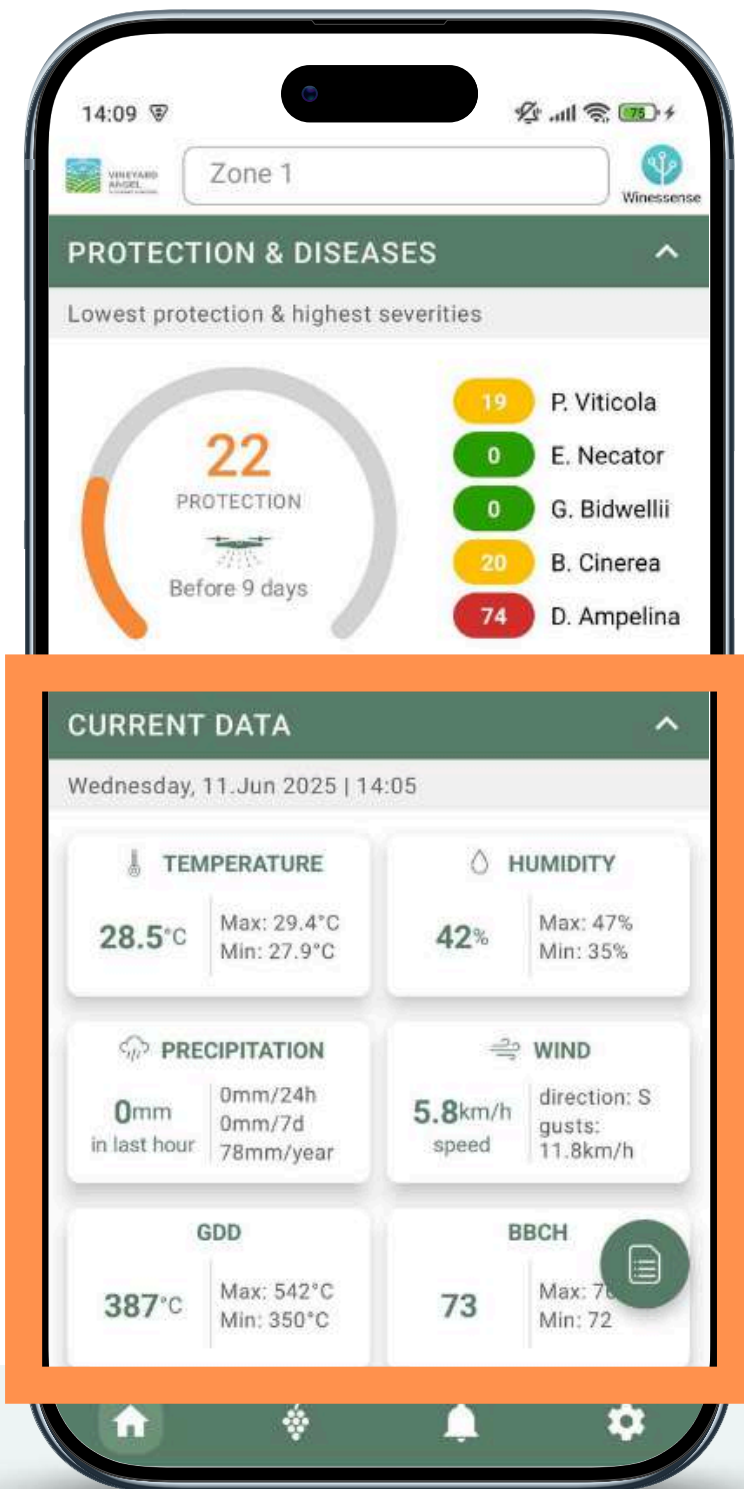 14:09
75
VINEYARD
ANGEL
Zone 1
Winessense
PROTECTION & DISEASES
Lowest protection & highest severities
22
PROTECTION
Before 9 days
19 P. Viticola
0 E. Necator
0 G. Bidwellii
20 B. Cinerea
74 D. Ampelina
CURRENT DATA
Wednesday, 11.Jun 2025 | 14:05
TEMPERATURE
28.5°C
Max: 29.4°C
Min: 27.9°C
HUMIDITY
42%
Max: 47%
Min: 35%
PRECIPITATION
0mm
in last hour
0mm/24h
0mm/7d
78mm/year
WIND
5.8km/h
speed
direction: S
gusts:
11.8km/h
GDD
387°C
Max: 542°C
Min: 350°C
BBCH
73
Max:
Min: 72